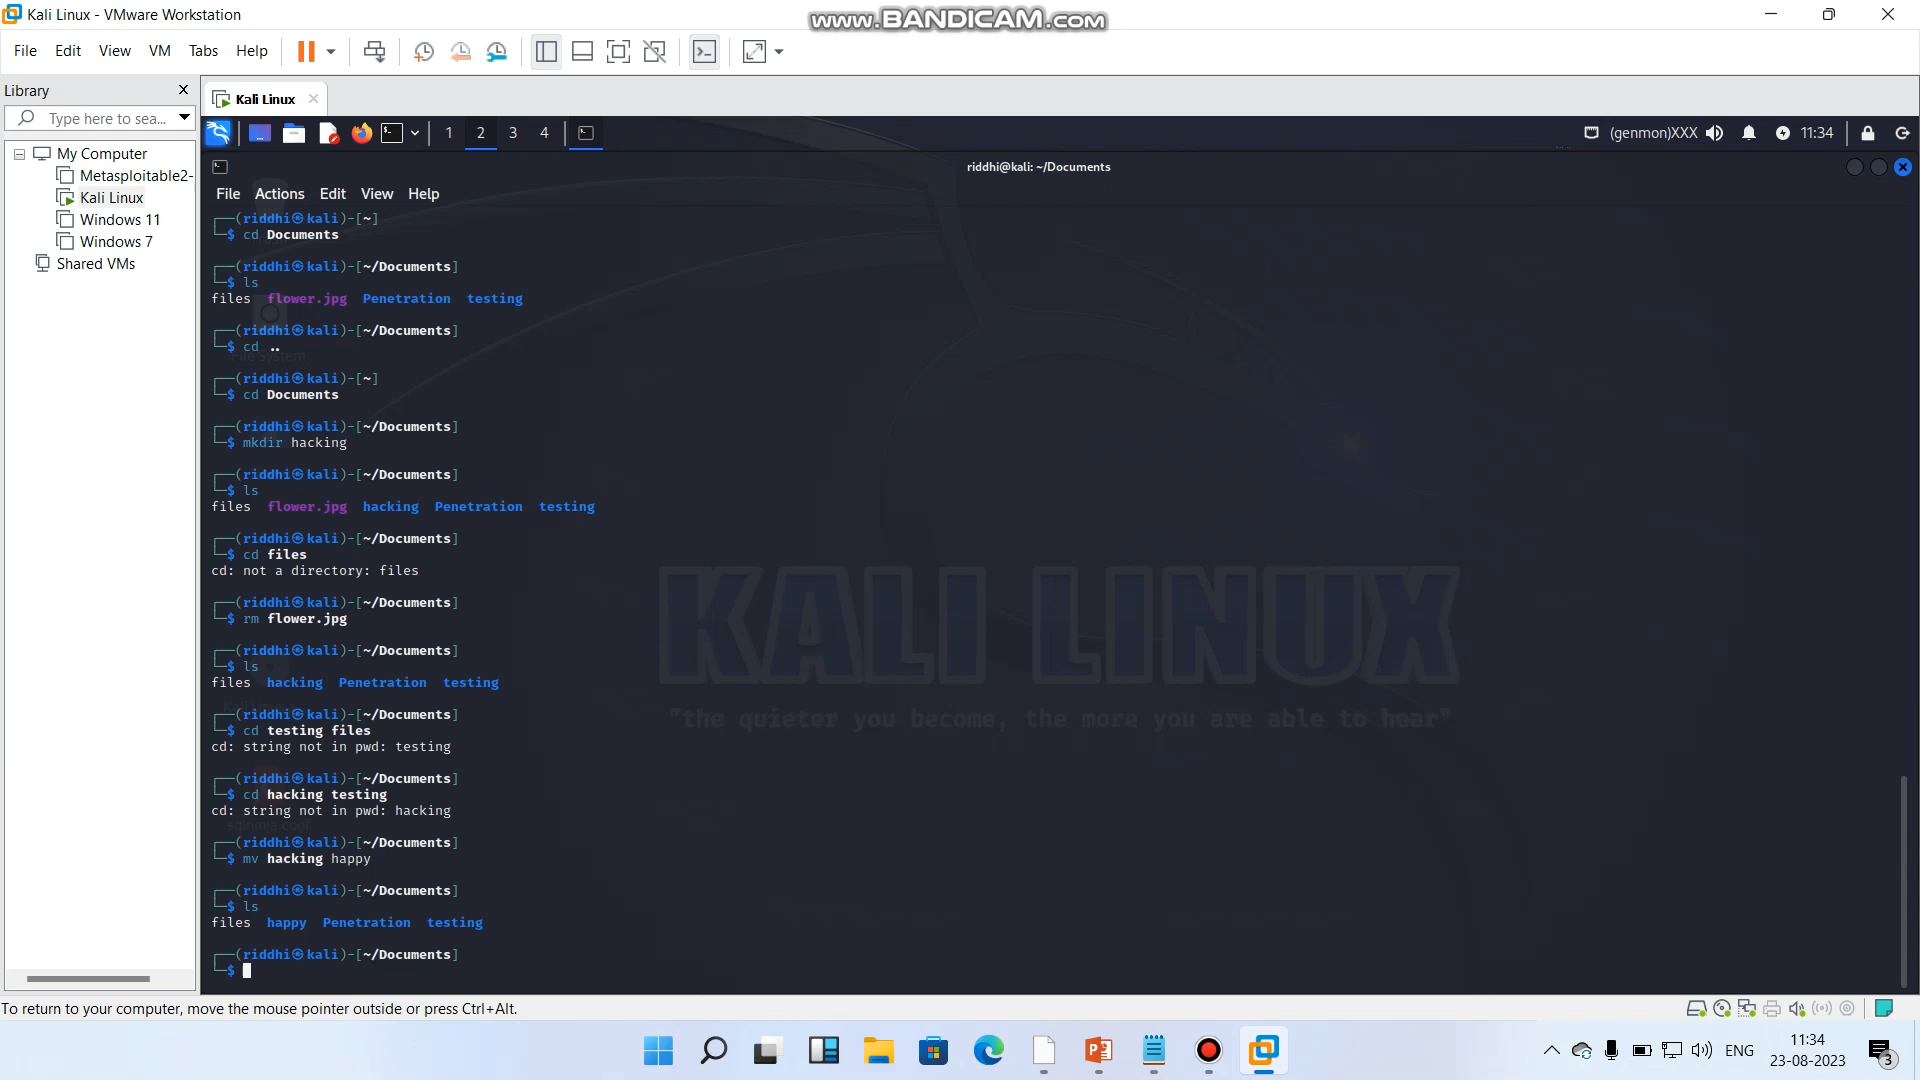 Kali Linux - VMware Workstation
www.BANDICAM.com
File Edit View VM Tabs Help
Library
Type here to sea...
My Computer
Metasploitable2-
Kali Linux
Windows 11
Windows 7
Shared VMs
Kali Linux
1 2 3 4
(genmon)XXX 11:34
riddhi@kali: ~/Documents
File Actions Edit View Help
┌──(riddhi㉿kali)-[~]
└─$ cd Documents
┌──(riddhi㉿kali)-[~/Documents]
└─$ ls
files flower.jpg Penetration testing
┌──(riddhi㉿kali)-[~/Documents]
└─$ cd ..
File System
┌──(riddhi㉿kali)-[~]
└─$ cd Documents
┌──(riddhi㉿kali)-[~/Documents]
└─$ mkdir hacking
┌──(riddhi㉿kali)-[~/Documents]
└─$ ls
files flower.jpg hacking Penetration testing
┌──(riddhi㉿kali)-[~/Documents]
└─$ cd files
cd: not a directory: files
┌──(riddhi㉿kali)-[~/Documents]
└─$ rm flower.jpg
┌──(riddhi㉿kali)-[~/Documents]
└─$ ls
files hacking Penetration testing
┌──(riddhi㉿kali)-[~/Documents]
└─$ cd testing files
cd: string not in pwd: testing
┌──(riddhi㉿kali)-[~/Documents]
└─$ cd hacking testing
cd: string not in pwd: hacking
┌──(riddhi㉿kali)-[~/Documents]
└─$ mv hacking happy
┌──(riddhi㉿kali)-[~/Documents]
└─$ ls
files happy Penetration testing
┌──(riddhi㉿kali)-[~/Documents]
└─$
KALI LINUX
"the quieter you become, the more you are able to hear"
To return to your computer, move the mouse pointer outside or press Ctrl+Alt.
ENG
11:34
23-08-2023
3